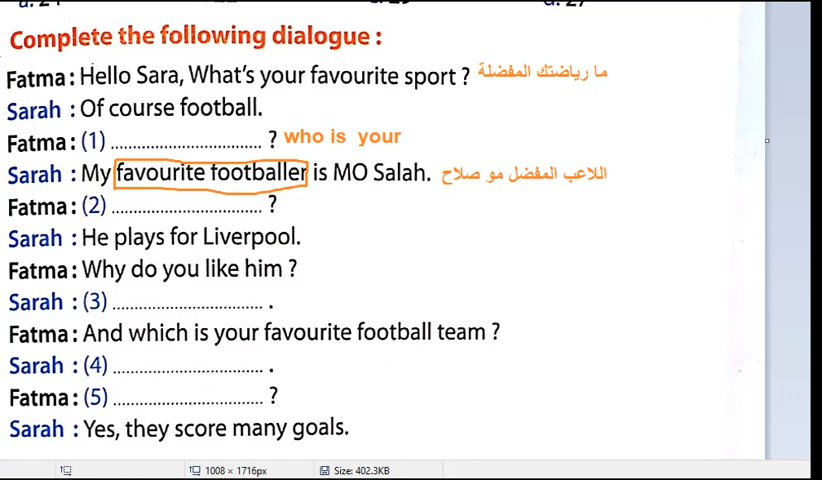 Complete the following dialogue :
Fatma : Hello Sara, What's your favourite sport ? ما رياضتك المفضلة
Sarah : Of course football.
Fatma : (1) .............................. ? who is your
Sarah : My favourite footballer is MO Salah. اللاعب المفضل مو صلاح
Fatma : (2) .............................. ?
Sarah : He plays for Liverpool.
Fatma : Why do you like him ?
Sarah : (3) .............................. .
Fatma : And which is your favourite football team ?
Sarah : (4) .............................. .
Fatma : (5) .............................. ?
Sarah : Yes, they score many goals.
1008 × 1716px Size: 402.3KB